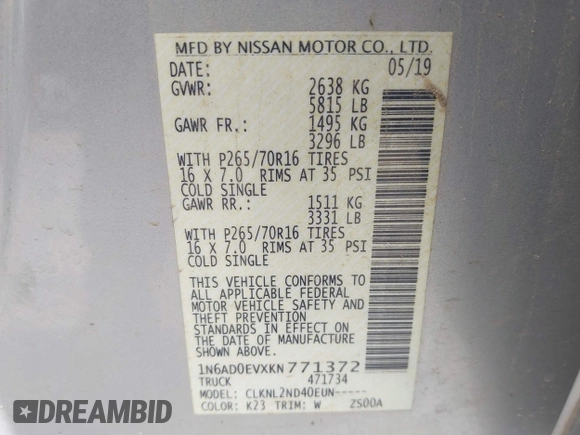 MFD BY NISSAN MOTOR CO., LTD.
DATE: 05/19
GVWR: 2638 KG
5815 LB
GAWR FR.: 1495 KG
3296 LB
WITH P265/70R16 TIRES
16 X 7.0 RIMS AT 35 PSI
COLD SINGLE
GAWR RR.: 1511 KG
3331 LB
WITH P265/70R16 TIRES
16 X 7.0 RIMS AT 35 PSI
COLD SINGLE
THIS VEHICLE CONFORMS TO
ALL APPLICABLE FEDERAL
MOTOR VEHICLE SAFETY AND
THEFT PREVENTION
STANDARDS IN EFFECT ON
THE DATE OF MANUFACTURE
SHOWN ABOVE
1N6AD0EVXKN771372
TRUCK 471734
MODEL: CLKNL2ND40EUN-----
COLOR: K23 TRIM: W ZS00A
DREAMBID